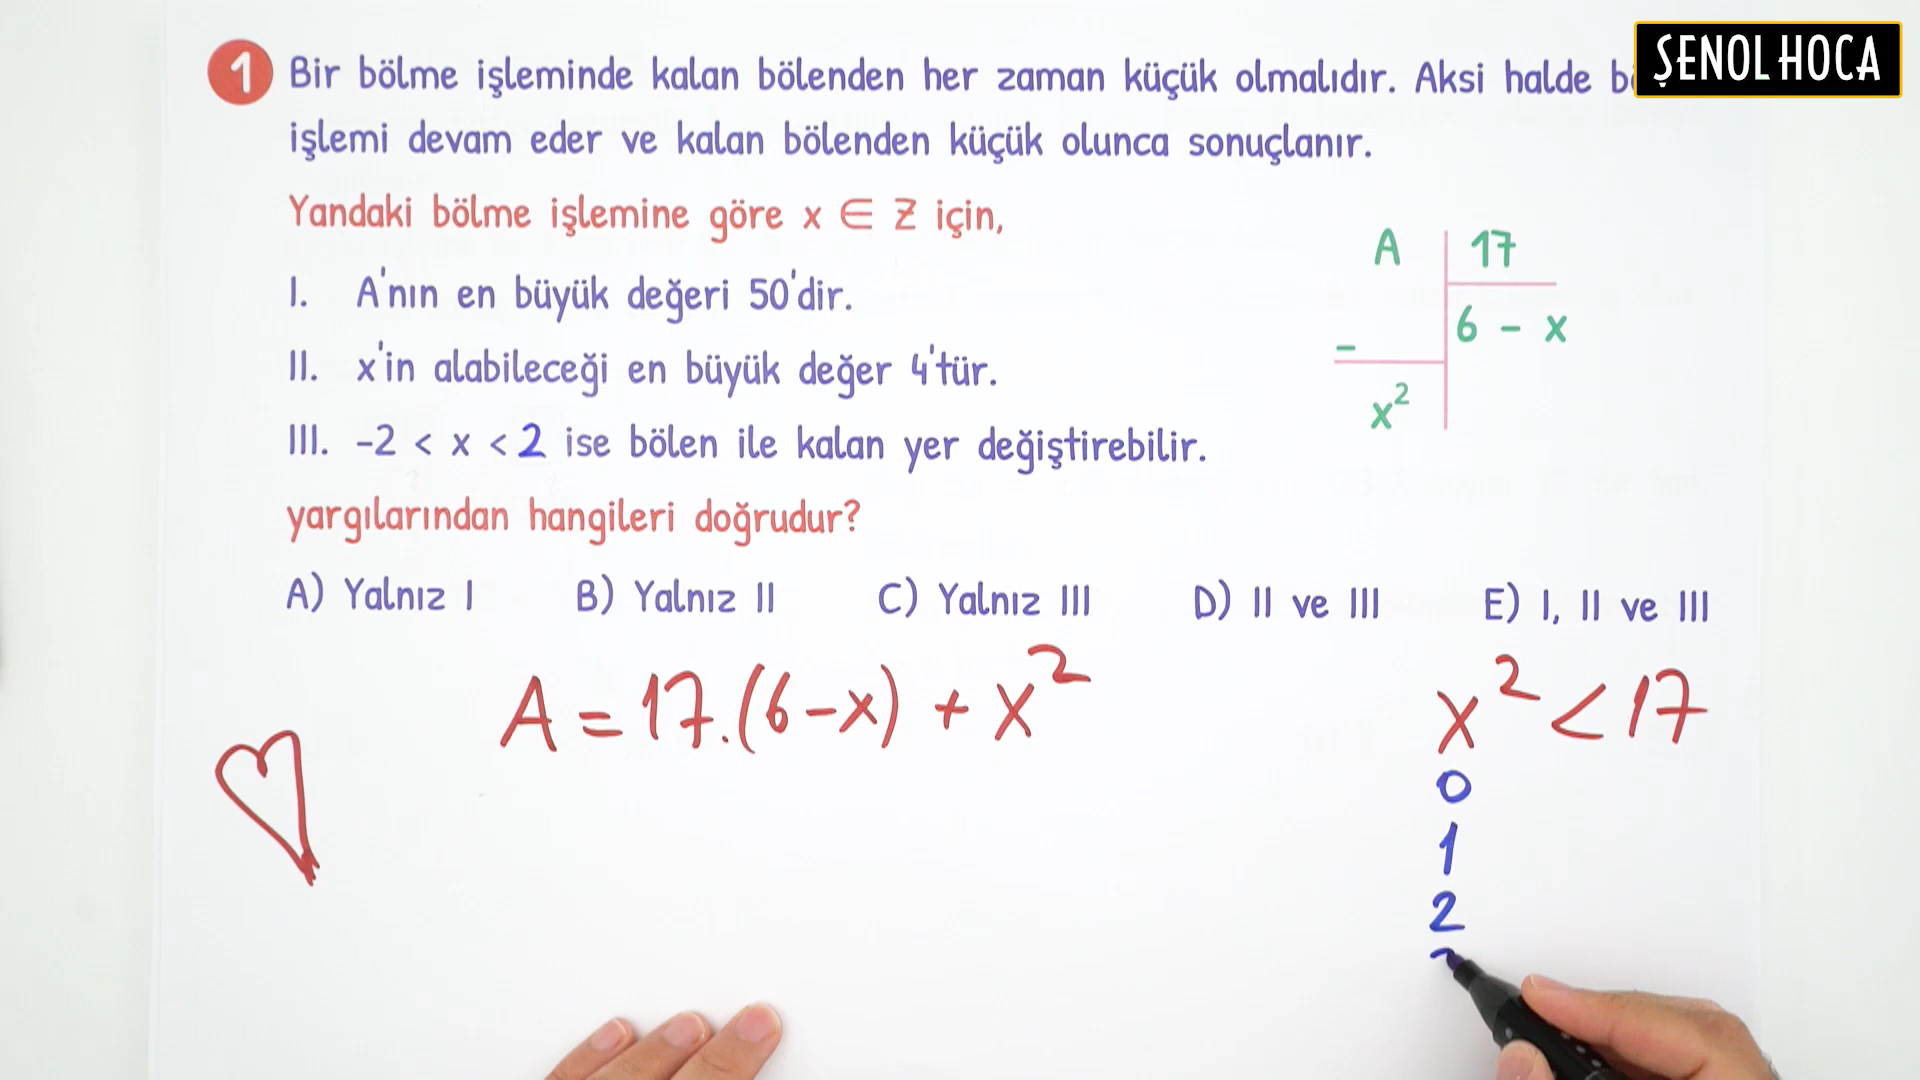 ŞENOL HOCA
1 Bir bölme işleminde kalan bölenden her zaman küçük olmalıdır. Aksi halde
işlemi devam eder ve kalan bölenden küçük olunca sonuçlanır.
Yandaki bölme işlemine göre x ∈ Z için,
I. A'nın en büyük değeri 50'dir.
II. x'in alabileceği en büyük değer 4'tür.
III. -2 < x < 2 ise bölen ile kalan yer değiştirebilir.
yargılarından hangileri doğrudur?
A 17
6 - x
-
x²
A) Yalnız I B) Yalnız II C) Yalnız III D) II ve III E) I, II ve III
A = 17.(6-x) + x²
x² < 17
0
1
2